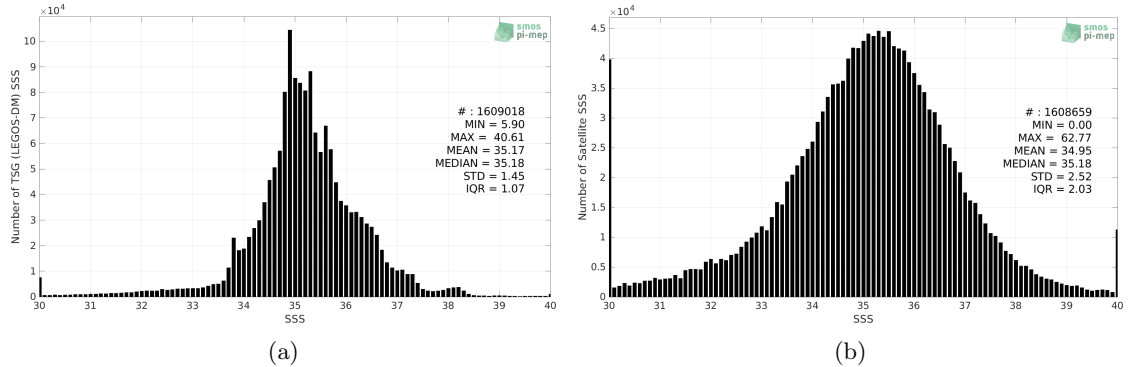 ×10⁴
smos
pi-mep
Number of TSG (LEGOS-DM) SSS
10
9
8
7
6
5
4
3
2
1
0
# : 1609018
MIN = 5.90
MAX = 40.61
MEAN = 35.17
MEDIAN = 35.18
STD = 1.45
IQR = 1.07
30 31 32 33 34 35 36 37 38 39 40
SSS
(a)
×10⁴
smos
pi-mep
Number of Satellite SSS
4.5
4
3.5
3
2.5
2
1.5
1
0.5
0
# : 1608659
MIN = 0.00
MAX = 62.77
MEAN = 34.95
MEDIAN = 35.18
STD = 2.52
IQR = 2.03
30 31 32 33 34 35 36 37 38 39 40
SSS
(b)